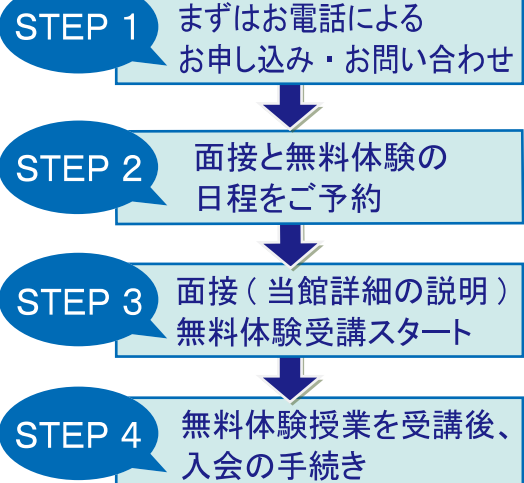 STEP 1
まずはお電話による
お申し込み・お問い合わせ
STEP 2
面接と無料体験の
日程をご予約
STEP 3
面接(当館詳細の説明)
無料体験受講スタート
STEP 4
無料体験授業を受講後、
入会の手続き